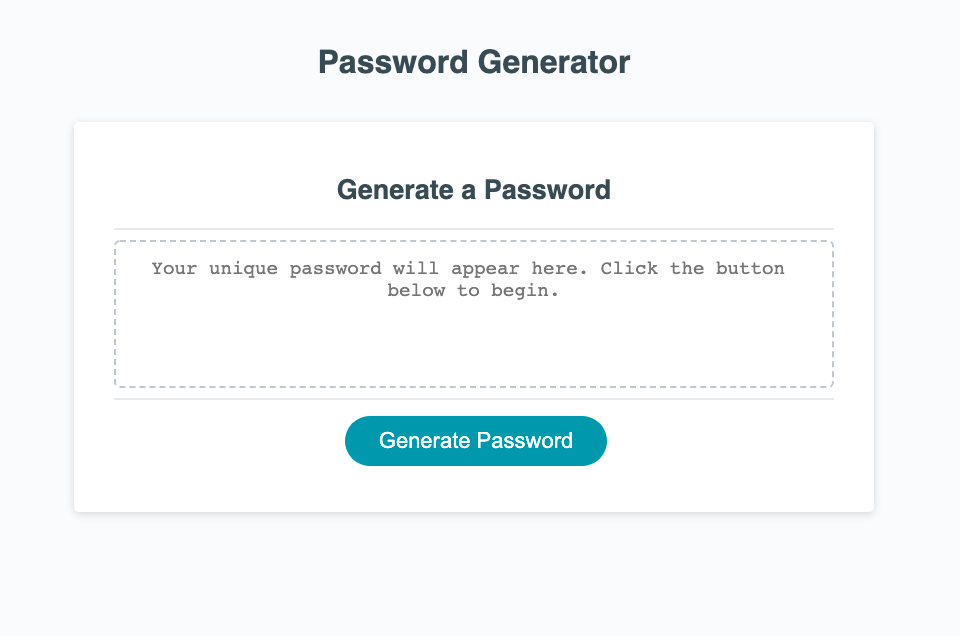 Password Generator
Generate a Password
Your unique password will appear here. Click the button
below to begin.
Generate Password